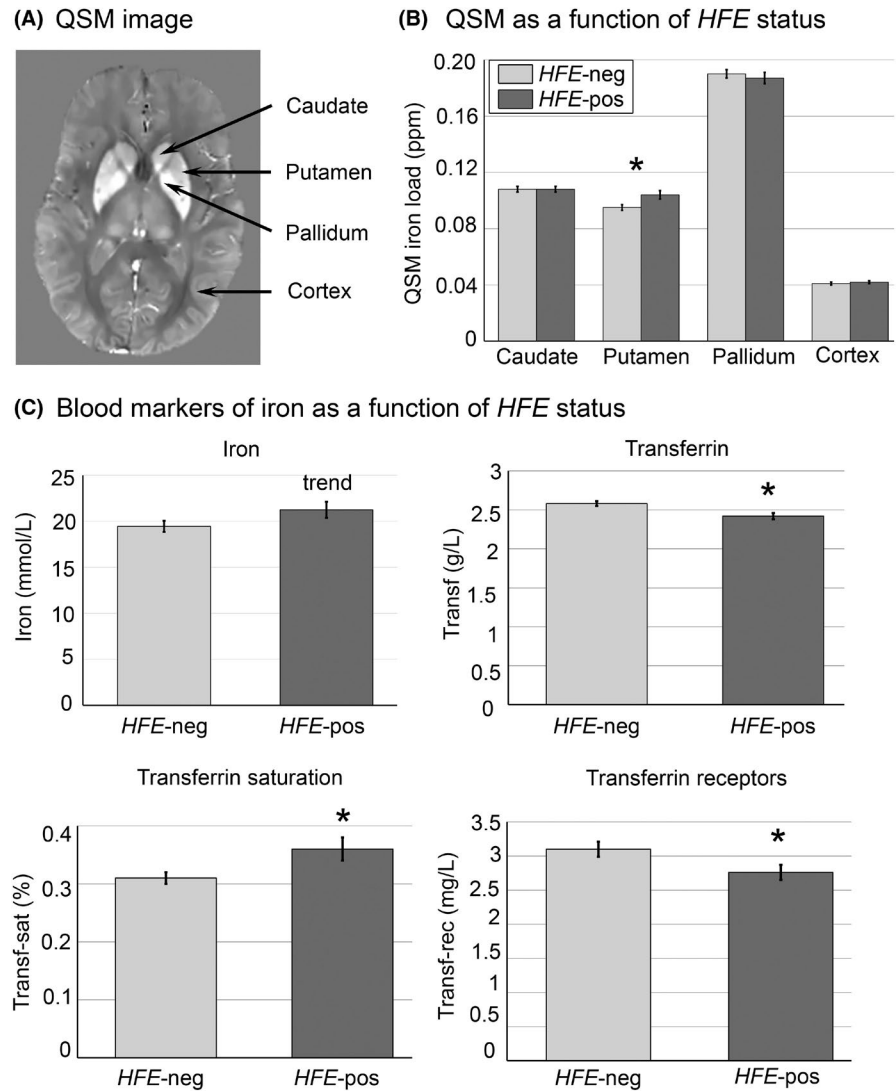 (A) QSM image
Caudate
Putamen
Pallidum
Cortex
(B) QSM as a function of HFE status
HFE-neg
HFE-pos
QSM iron load (ppm)
0.20
0.16
0.12
0.08
0.04
0
*
Caudate Putamen Pallidum Cortex
(C) Blood markers of iron as a function of HFE status
Iron
Iron (mmol/L)
25
20
15
10
5
0
trend
HFE-neg HFE-pos
Transferrin
Transf (g/L)
3
2.5
2
1.5
1
0.5
0
*
HFE-neg HFE-pos
Transferrin saturation
Transf-sat (%)
0.4
0.3
0.2
0.1
0
*
HFE-neg HFE-pos
Transferrin receptors
Transf-rec (mg/L)
3.5
3
2.5
2
1.5
1
0.5
0
*
HFE-neg HFE-pos